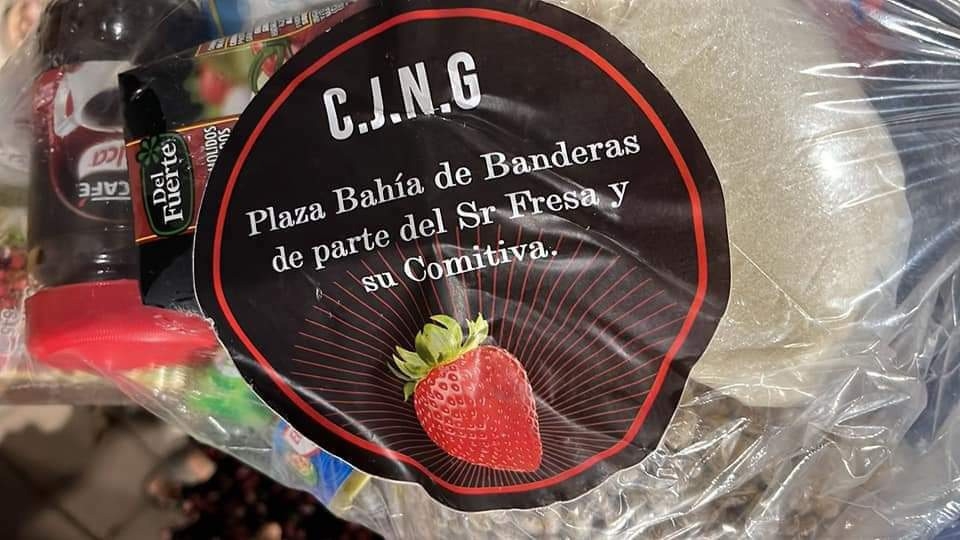 C.J.N.G
Plaza Bahía de Banderas
de parte del Sr Fresa y
su Comitiva.
Del
Fuerte
CAFÉ